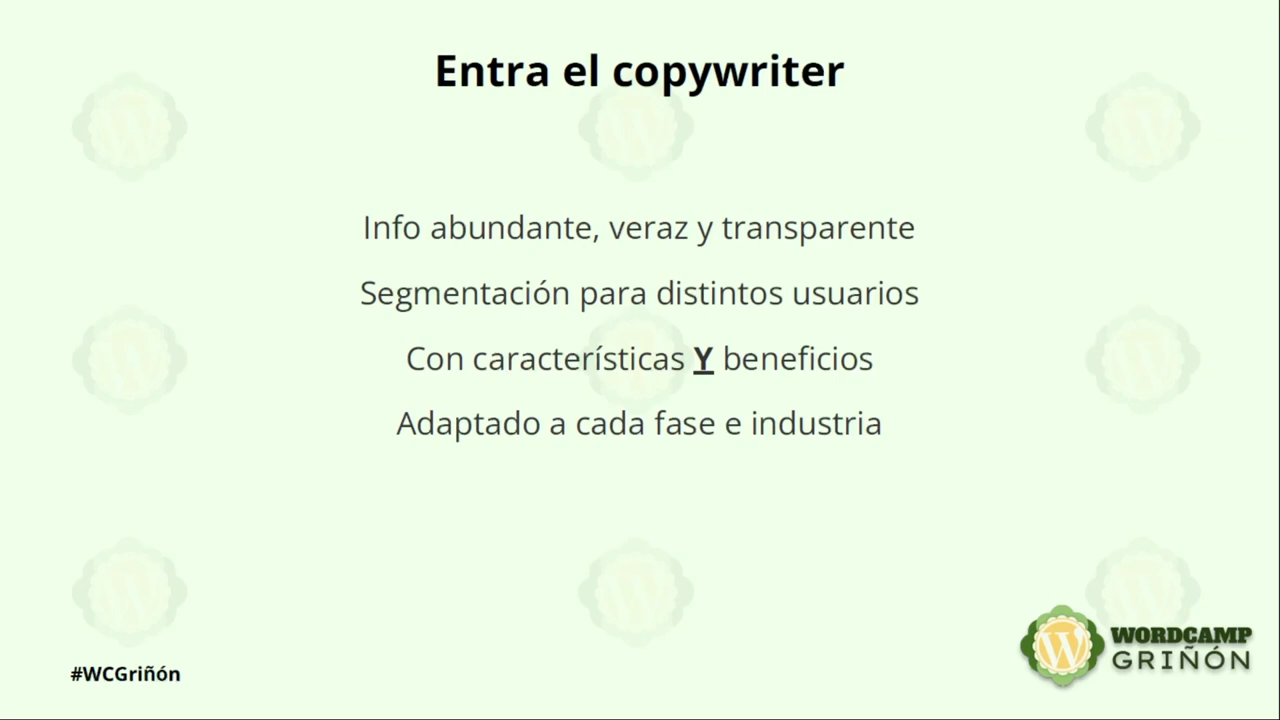 Entra el copywriter
Info abundante, veraz y transparente
Segmentación para distintos usuarios
Con características Y beneficios
Adaptado a cada fase e industria
#WCGriñón
WORDCAMP
GRIÑÓN